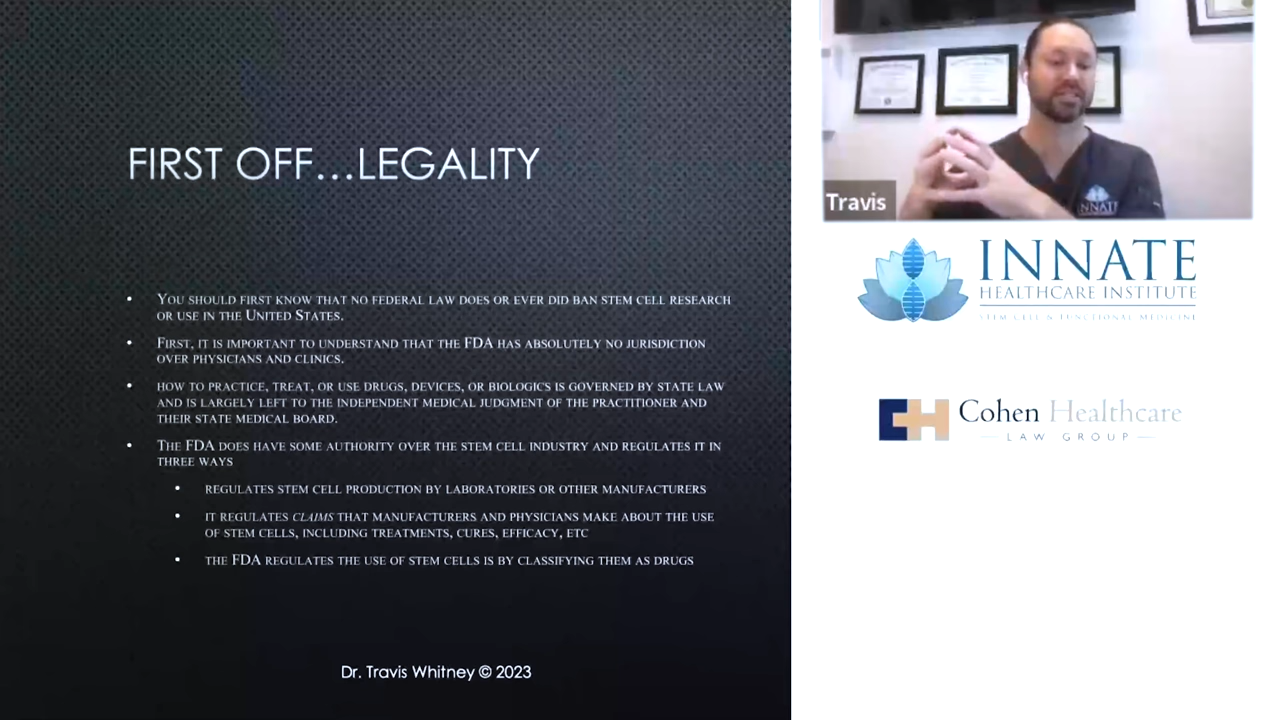 FIRST OFF...LEGALITY
• YOU SHOULD FIRST KNOW THAT NO FEDERAL LAW DOES OR EVER DID BAN STEM CELL RESEARCH
OR USE IN THE UNITED STATES.
• FIRST, IT IS IMPORTANT TO UNDERSTAND THAT THE FDA HAS ABSOLUTELY NO JURISDICTION
OVER PHYSICIANS AND CLINICS.
• HOW TO PRACTICE, TREAT, OR USE DRUGS, DEVICES, OR BIOLOGICS IS GOVERNED BY STATE LAW
AND IS LARGELY LEFT TO THE INDEPENDENT MEDICAL JUDGMENT OF THE PRACTITIONER AND
THEIR STATE MEDICAL BOARD.
• THE FDA DOES HAVE SOME AUTHORITY OVER THE STEM CELL INDUSTRY AND REGULATES IT IN
THREE WAYS
• REGULATES STEM CELL PRODUCTION BY LABORATORIES OR OTHER MANUFACTURERS
• IT REGULATES CLAIMS THAT MANUFACTURERS AND PHYSICIANS MAKE ABOUT THE USE
OF STEM CELLS, INCLUDING TREATMENTS, CURES, EFFICACY, ETC
• THE FDA REGULATES THE USE OF STEM CELLS IS BY CLASSIFYING THEM AS DRUGS
Dr. Travis Whitney © 2023
Travis
INNATE
INNATE
HEALTHCARE INSTITUTE
STEM CELL & FUNCTIONAL MEDICINE
CH Cohen Healthcare
LAW GROUP